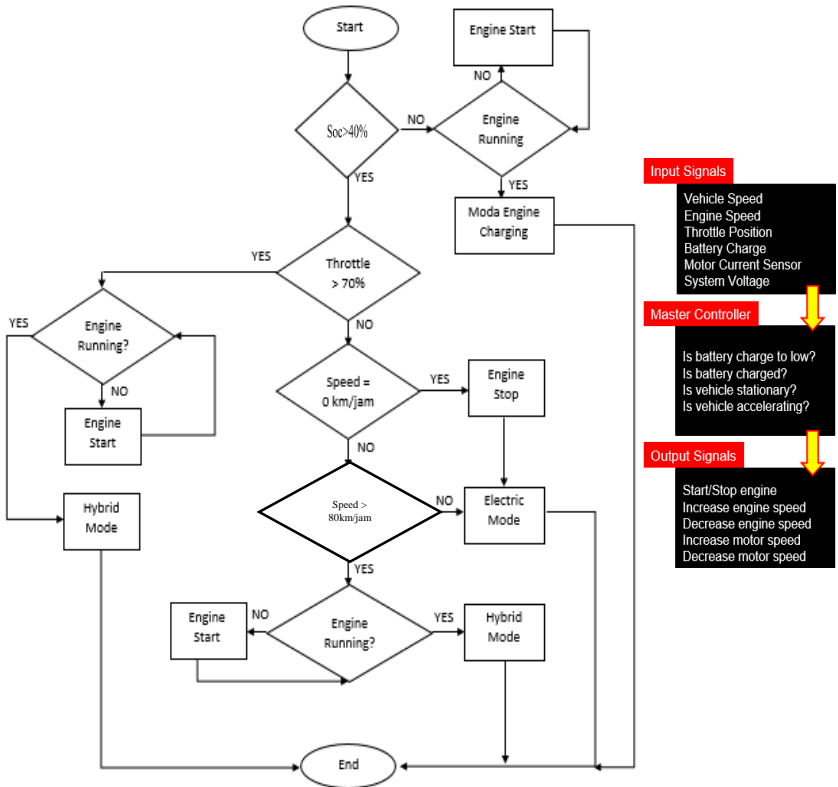 Start
Engine Start
NO
Soc>40%
NO
Engine
Running
YES
YES
Moda Engine
Charging
YES
Throttle
> 70%
NO
YES
Engine
Running?
NO
Engine
Start
Speed =
0 km/jam
YES
Engine
Stop
NO
Speed >
80km/jam
NO
Electric
Mode
Hybrid
Mode
YES
Engine
Start
NO
Engine
Running?
YES
Hybrid
Mode
End
Input Signals
Vehicle Speed
Engine Speed
Throttle Position
Battery Charge
Motor Current Sensor
System Voltage
Master Controller
Is battery charge to low?
Is battery charged?
Is vehicle stationary?
Is vehicle accelerating?
Output Signals
Start/Stop engine
Increase engine speed
Decrease engine speed
Increase motor speed
Decrease motor speed